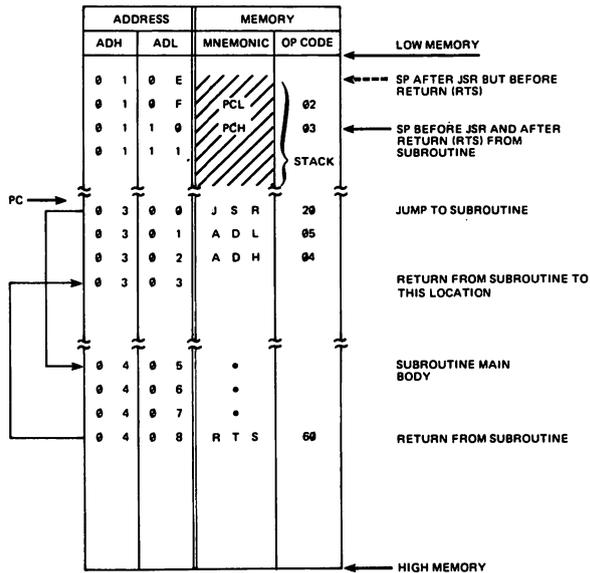 ADDRESS MEMORY
ADH ADL MNEMONIC OP CODE
LOW MEMORY
0 1 0 E SP AFTER JSR BUT BEFORE
RETURN (RTS)
0 1 0 F PCL 02
0 1 1 0 PCH 03 SP BEFORE JSR AND AFTER
RETURN (RTS) FROM
SUBROUTINE
0 1 1 1
STACK
PC
0 3 0 0 J S R 20 JUMP TO SUBROUTINE
0 3 0 1 A D L 05
0 3 0 2 A D H 04
0 3 0 3 RETURN FROM SUBROUTINE TO
THIS LOCATION
0 4 0 5 • SUBROUTINE MAIN
BODY
0 4 0 6 •
0 4 0 7 •
0 4 0 8 R T S 60 RETURN FROM SUBROUTINE
HIGH MEMORY